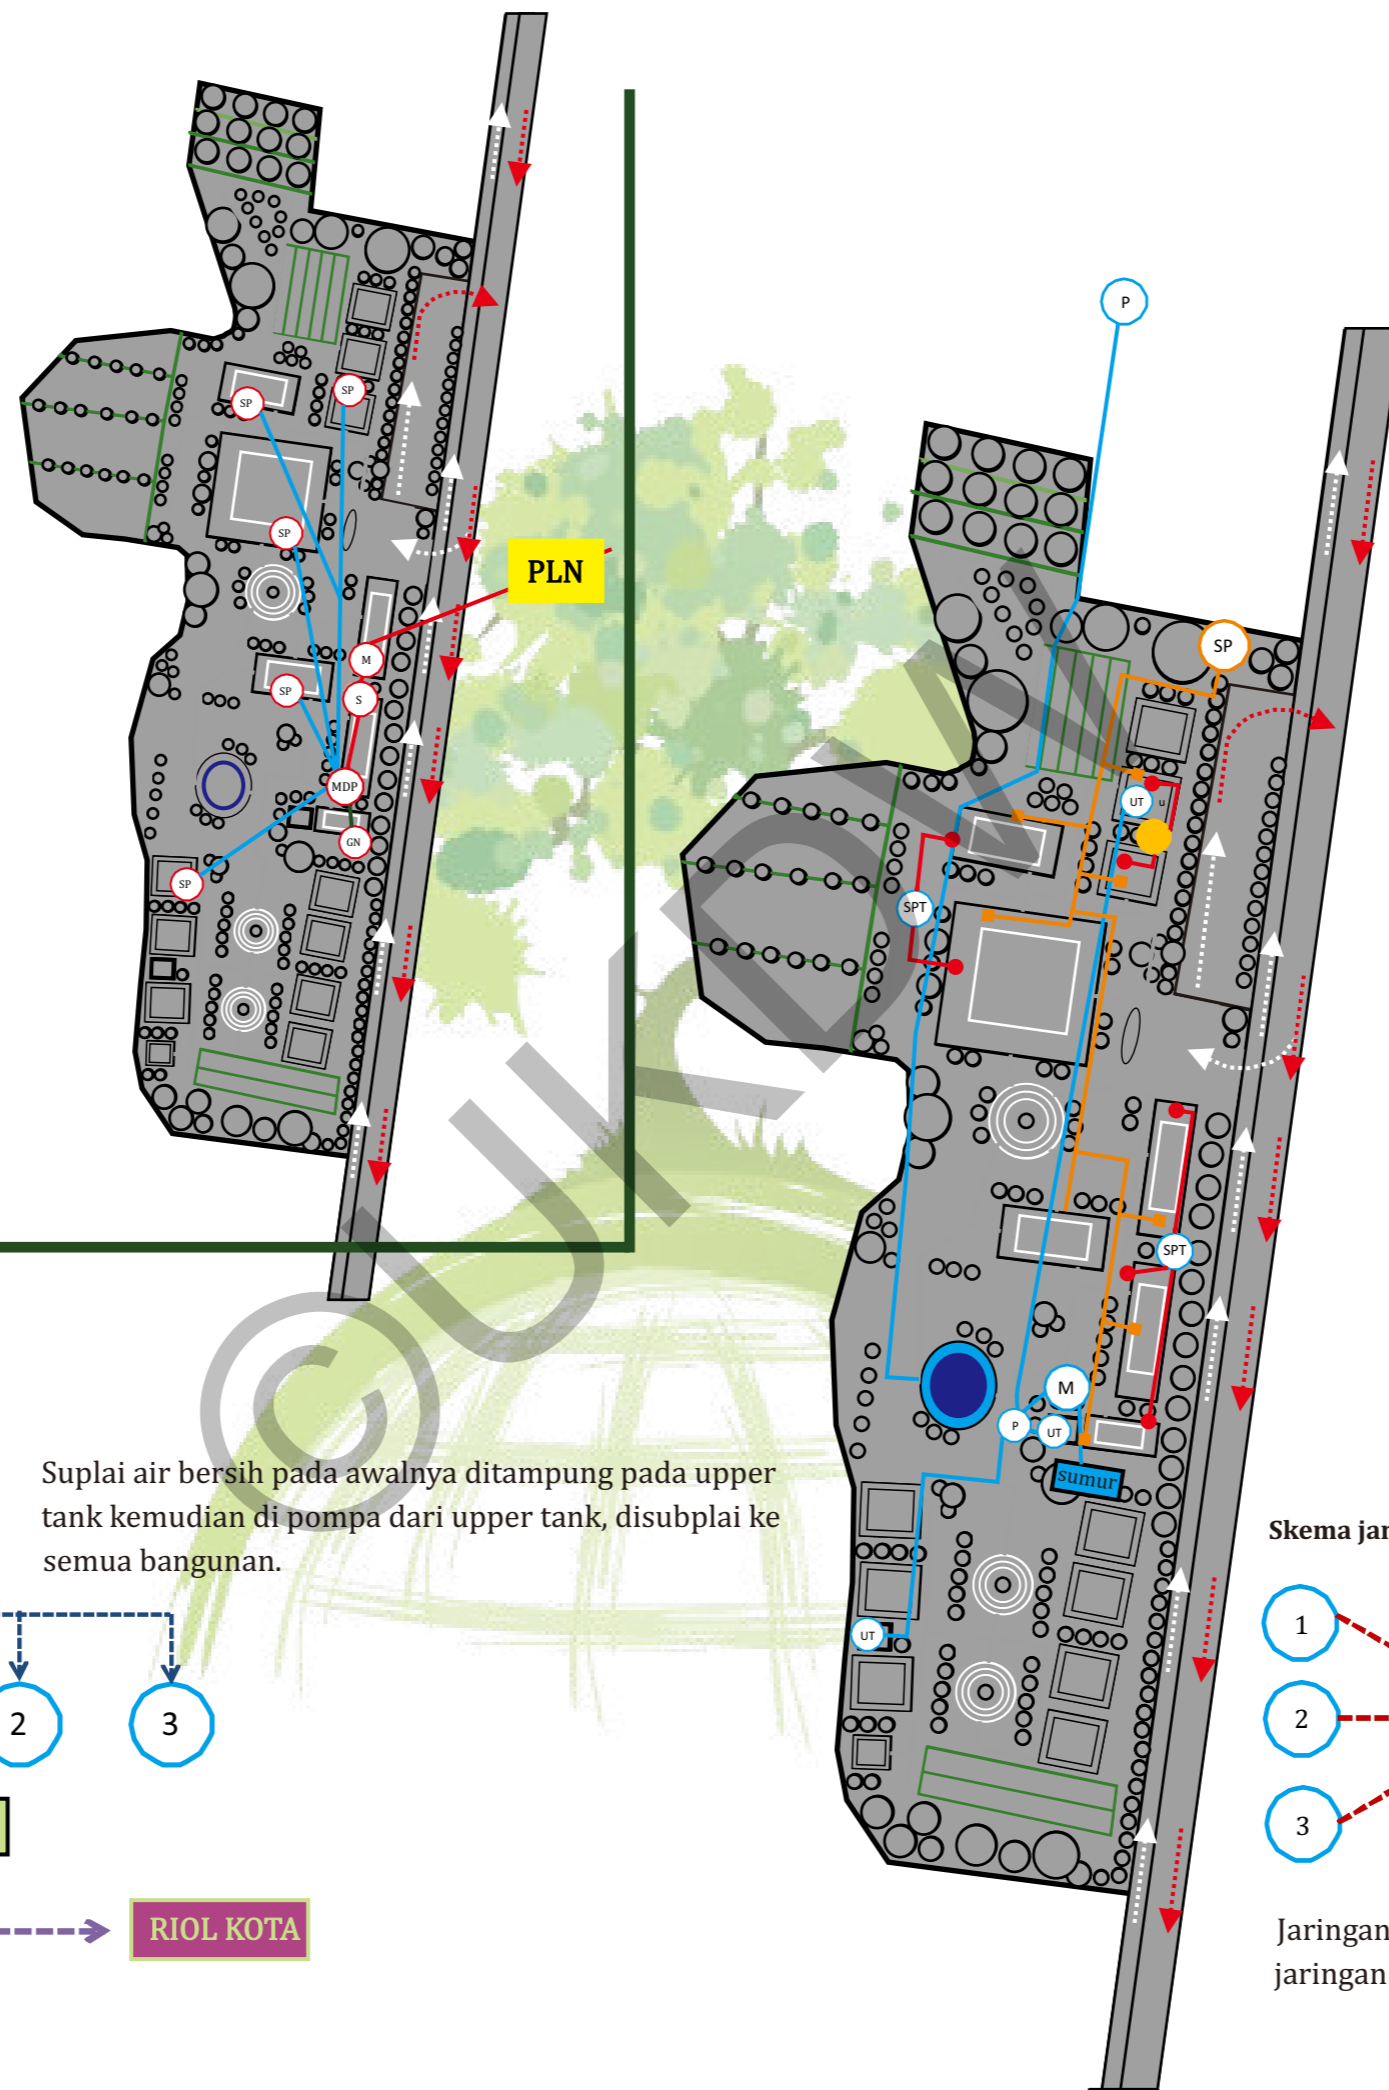 SP
SP
SP
PLN
M
SP
S
MDP
GN
SP
P
SP
UT
u
SPT
SPT
M
P
UT
sumur
UT
©UKDW
Suplai air bersih pada awalnya ditampung pada upper
tank kemudian di pompa dari upper tank, disubplai ke
semua bangunan.
2
3
RIOL KOTA
Skema jar
1
2
3
Jaringan
jaringan